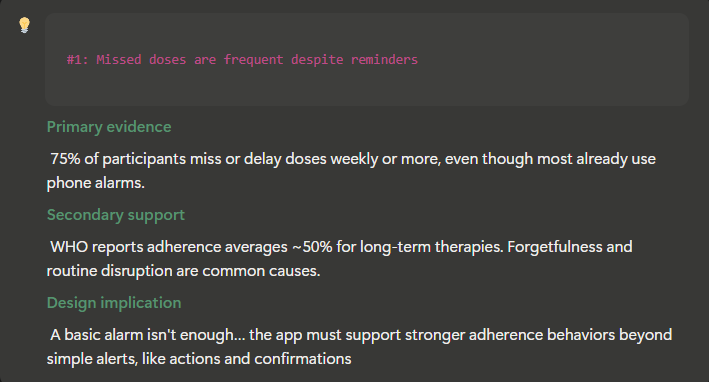 #1: Missed doses are frequent despite reminders
Primary evidence
75% of participants miss or delay doses weekly or more, even though most already use
phone alarms.
Secondary support
WHO reports adherence averages ~50% for long-term therapies. Forgetfulness and
routine disruption are common causes.
Design implication
A basic alarm isn't enough... the app must support stronger adherence behaviors beyond
simple alerts, like actions and confirmations